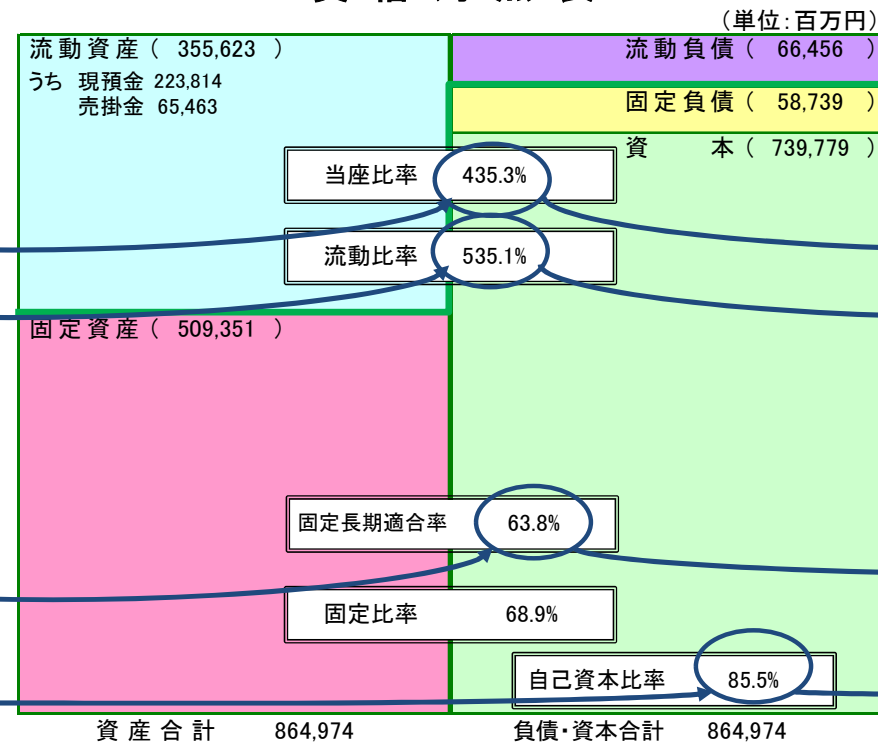 （単位：百万円）
流動資産（ 355,623 ）
うち 現預金 223,814
売掛金 65,463
流動負債（ 66,456 ）
固定負債（ 58,739 ）
資 本（ 739,779 ）
当座比率 435.3%
流動比率 535.1%
固定資産（ 509,351 ）
固定長期適合率 63.8%
固定比率 68.9%
自己資本比率 85.5%
資産合計 864,974
負債・資本合計 864,974